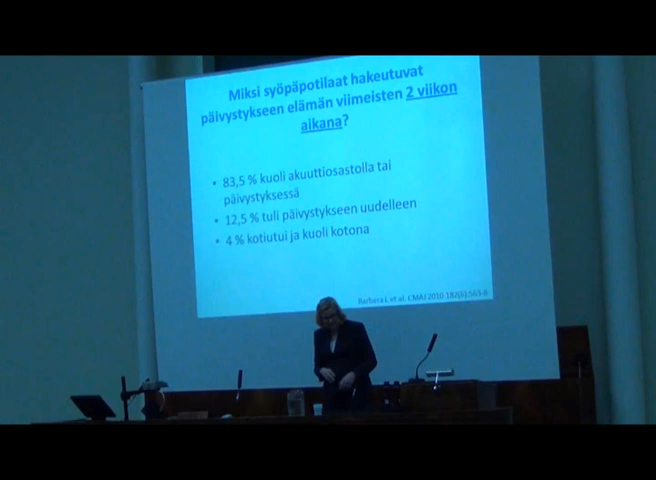 Miksi syöpäpotilaat hakeutuvat
päivystykseen elämän viimeisten 2 viikon
aikana?
• 83,5 % kuoli akuuttiosastolla tai
päivystyksessä
• 12,5 % tuli päivystykseen uudelleen
• 4 % kotiutui ja kuoli kotona
Barbera L et al. CMAJ 2010;182(6):563-8